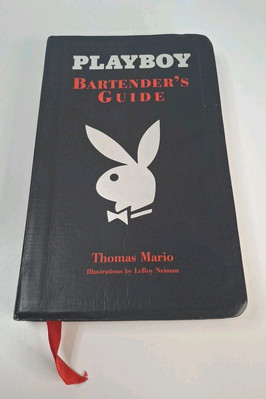 PLAYBOY
BARTENDER'S
GUIDE
Thomas Mario
Illustrations by LeRoy Neiman